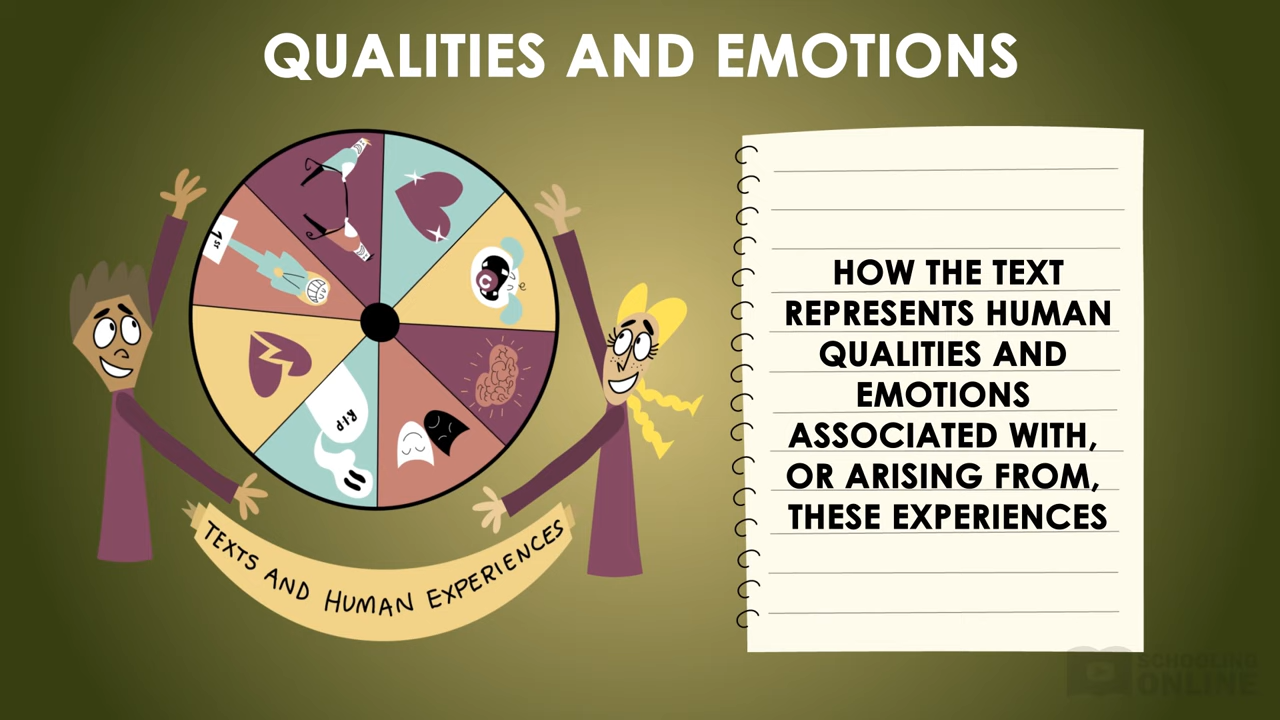 QUALITIES AND EMOTIONS
1ST
C
R.I.P
TEXTS AND HUMAN EXPERIENCES
HOW THE TEXT
REPRESENTS HUMAN
QUALITIES AND
EMOTIONS
ASSOCIATED WITH,
OR ARISING FROM,
THESE EXPERIENCES
SCHOOLING
ONLINE